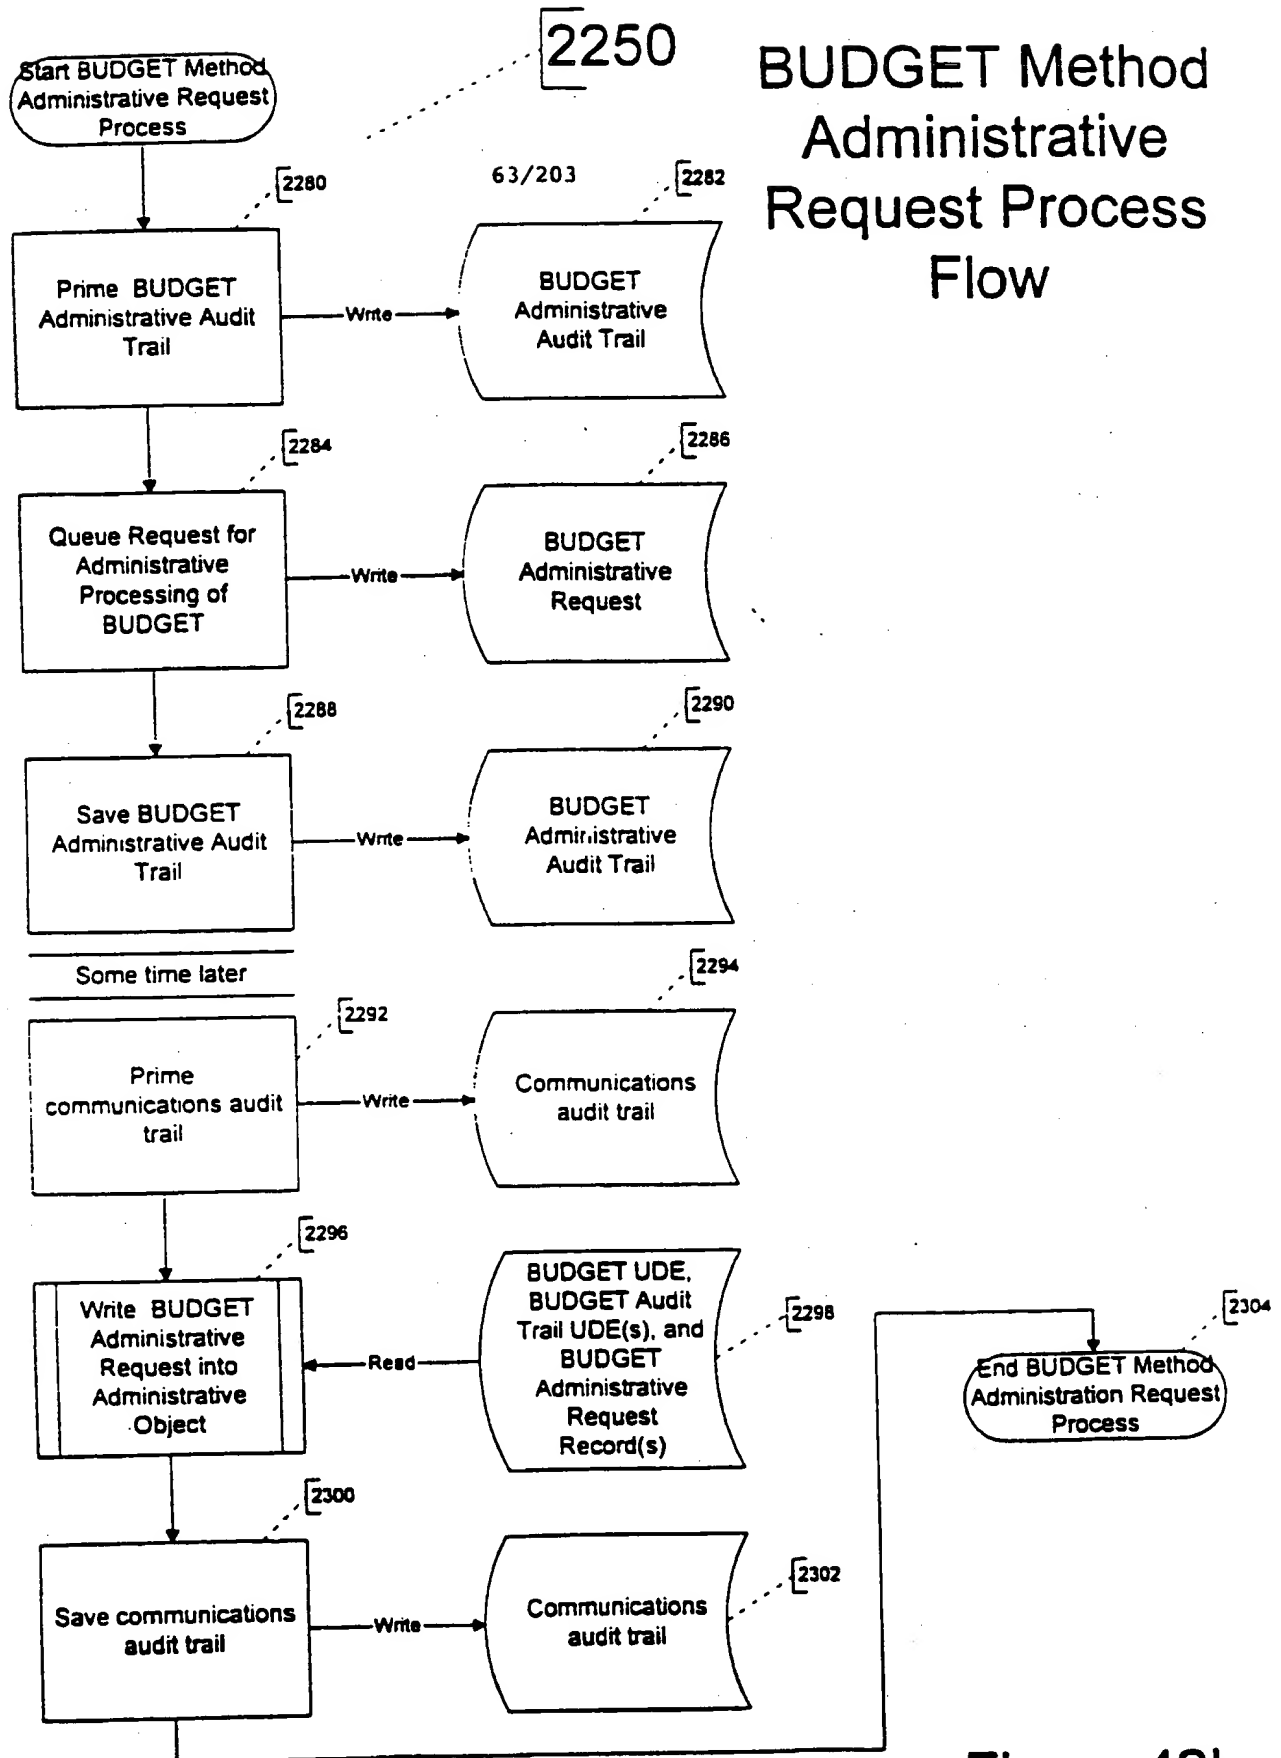 2250
BUDGET Method
Administrative
Request Process
Flow
63/203
Start BUDGET Method
Administrative Request
Process
2280
Prime BUDGET
Administrative Audit
Trail
Write
2282
BUDGET
Administrative
Audit Trail
2284
Queue Request for
Administrative
Processing of
BUDGET
Write
2286
BUDGET
Administrative
Request
2288
Save BUDGET
Administrative Audit
Trail
Write
2290
BUDGET
Administrative
Audit Trail
Some time later
2292
Prime
communications audit
trail
Write
2294
Communications
audit trail
2296
Write BUDGET
Administrative
Request into
Administrative
Object
Read
2298
BUDGET UDE,
BUDGET Audit
Trail UDE(s), and
BUDGET
Administrative
Request
Record(s)
2300
Save communications
audit trail
Write
2302
Communications
audit trail
2304
End BUDGET Method
Administration Request
Process